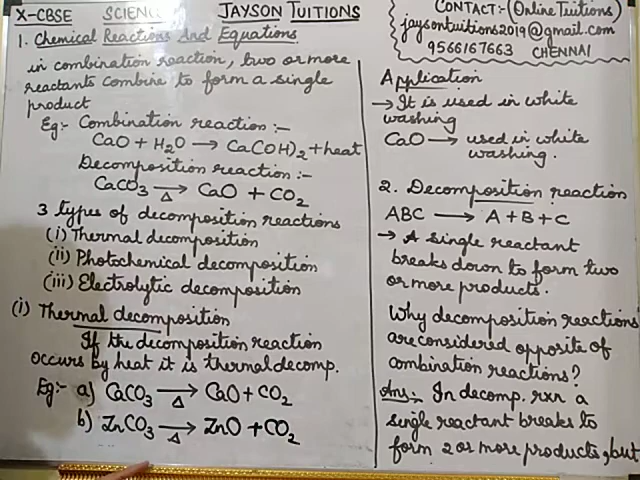 X-CBSE SCIENC JAYSON TUITIONS
1. Chemical Reactions And Equations
in combination reaction, two or more
reactants combine to form a single
product
Eg:- Combination reaction:-
CaO + H₂O → Ca(OH)₂ + heat
Decomposition reaction:-
CaCO₃ →Δ CaO + CO₂
3 types of decomposition reactions
(i) Thermal decomposition
(ii) Photochemical decomposition
(iii) Electrolytic decomposition
(i) Thermal decomposition
If the decomposition reaction
occurs by heat it is thermal decomp.
Eg:- a) CaCO₃ →Δ CaO + CO₂
b) ZnCO₃ →Δ ZnO + CO₂
CONTACT:-(Online Tuitions)
jaysontuitions2019@gmail.com
9566167663 CHENNAI
Application
→ It is used in white
washing
CaO → used in white
washing.
2. Decomposition reaction
ABC → A + B + C
→ A single reactant
breaks down to form two
or more products.
Why decomposition reactions
are considered opposite of
combination reactions?
Ans:- In decomp. rxn a
single reactant breaks to
form 2 or more products, but